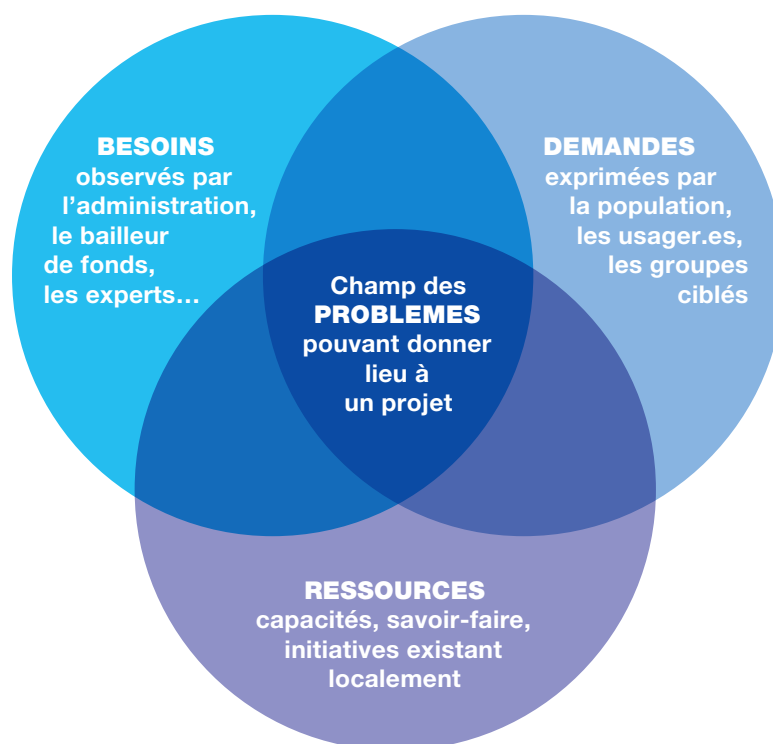 BESOINS
observés par
l’administration,
le bailleur
de fonds,
les experts…
DEMANDES
exprimées par
la population,
les usager.es,
les groupes
ciblés
Champ des
PROBLEMES
pouvant donner
lieu à
un projet
RESSOURCES
capacités, savoir-faire,
initiatives existant
localement